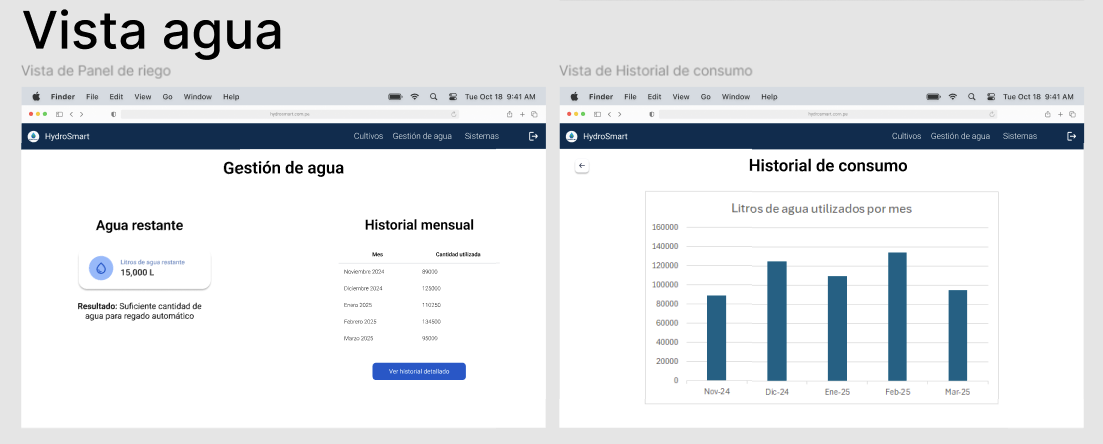 Vista agua
Vista de Panel de riego
Finder File Edit View Go Window Help
Tue Oct 18 9:41 AM
hydrosmart.com.pe
HydroSmart
Cultivos Gestión de agua Sistemas
Gestión de agua
Agua restante
Litros de agua restante
15,000 L
Resultado: Suficiente cantidad de
agua para regado automático
Historial mensual
Mes Cantidad utilizada
Noviembre 2024 89000
Diciembre 2024 125000
Enero 2025 110250
Febrero 2025 134500
Marzo 2025 95000
Ver historial detallado
Vista de Historial de consumo
Finder File Edit View Go Window Help
Tue Oct 18 9:41 AM
hydrosmart.com.pe
HydroSmart
Cultivos Gestión de agua Sistemas
Historial de consumo
Litros de agua utilizados por mes
160000
140000
120000
100000
80000
60000
40000
20000
0
Nov-24 Dic-24 Ene-25 Feb-25 Mar-25